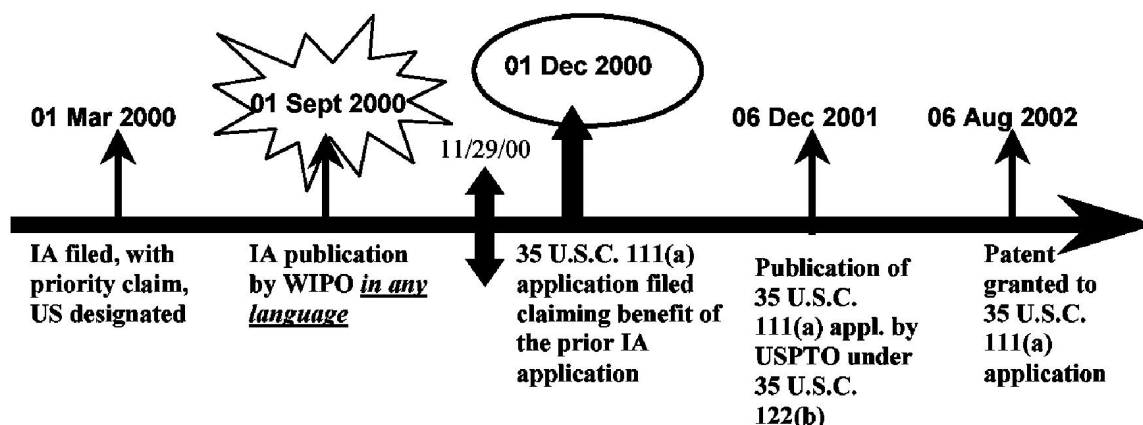 01 Mar 2000
01 Sept 2000
11/29/00
01 Dec 2000
06 Dec 2001
06 Aug 2002
IA filed, with
priority claim,
US designated
IA publication
by WIPO in any
language
35 U.S.C. 111(a)
application filed
claiming benefit of
the prior IA
application
Publication of
35 U.S.C.
111(a) appl. by
USPTO under
35 U.S.C.
122(b)
Patent
granted to
35 U.S.C.
111(a)
application